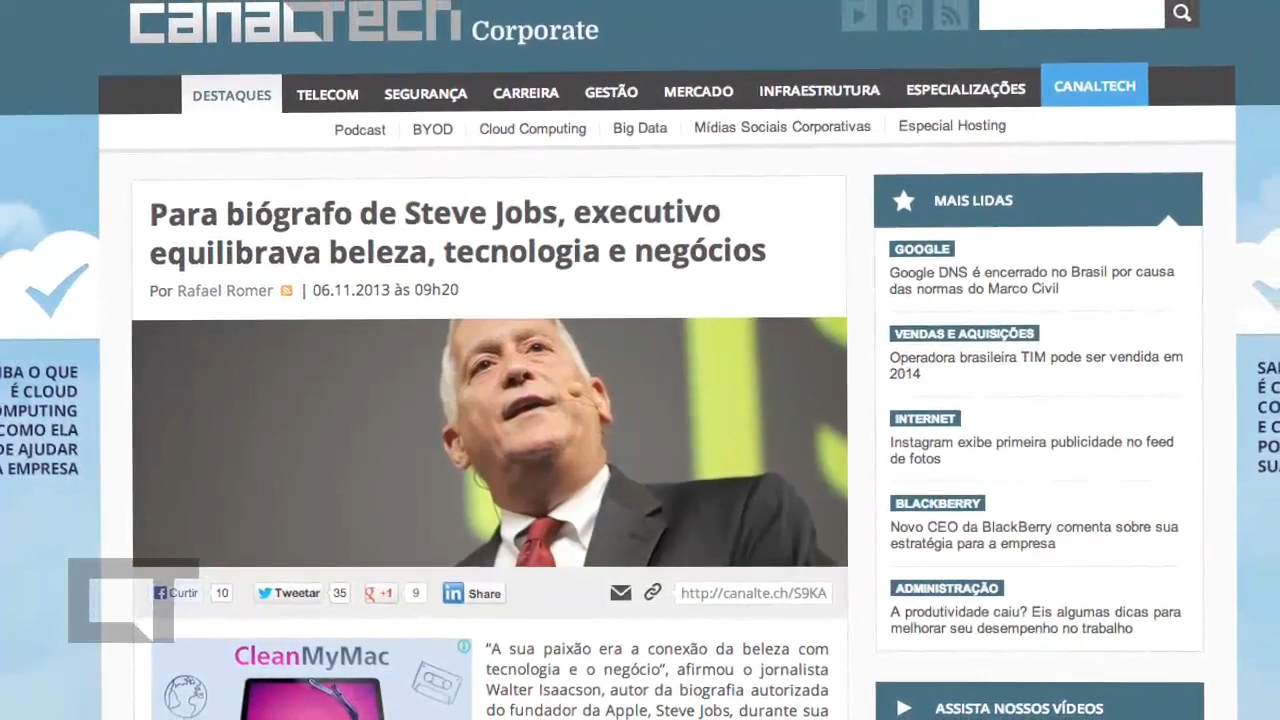 canaltech Corporate
DESTAQUES TELECOM SEGURANÇA CARREIRA GESTÃO MERCADO INFRAESTRUTURA ESPECIALIZAÇÕES CANALTECH
Podcast BYOD Cloud Computing Big Data Mídias Sociais Corporativas Especial Hosting
Para biógrafo de Steve Jobs, executivo
equilibrava beleza, tecnologia e negócios
Por Rafael Romer | 06.11.2013 às 09h20
Curtir 10 Tweetar 35 g +1 9 in Share http://canalte.ch/S9KA
CleanMyMac
“A sua paixão era a conexão da beleza com
tecnologia e o negócio”, afirmou o jornalista
Walter Isaacson, autor da biografia autorizada
do fundador da Apple, Steve Jobs, durante sua
MAIS LIDAS
GOOGLE
Google DNS é encerrado no Brasil por causa
das normas do Marco Civil
VENDAS E AQUISIÇÕES
Operadora brasileira TIM pode ser vendida em
2014
INTERNET
Instagram exibe primeira publicidade no feed
de fotos
BLACKBERRY
Novo CEO da BlackBerry comenta sobre sua
estratégia para a empresa
ADMINISTRAÇÃO
A produtividade caiu? Eis algumas dicas para
melhorar seu desempenho no trabalho
ASSISTA NOSSOS VÍDEOS
IBA O QUE
É CLOUD
OMPUTING
COMO ELA
DE AJUDAR
A EMPRESA